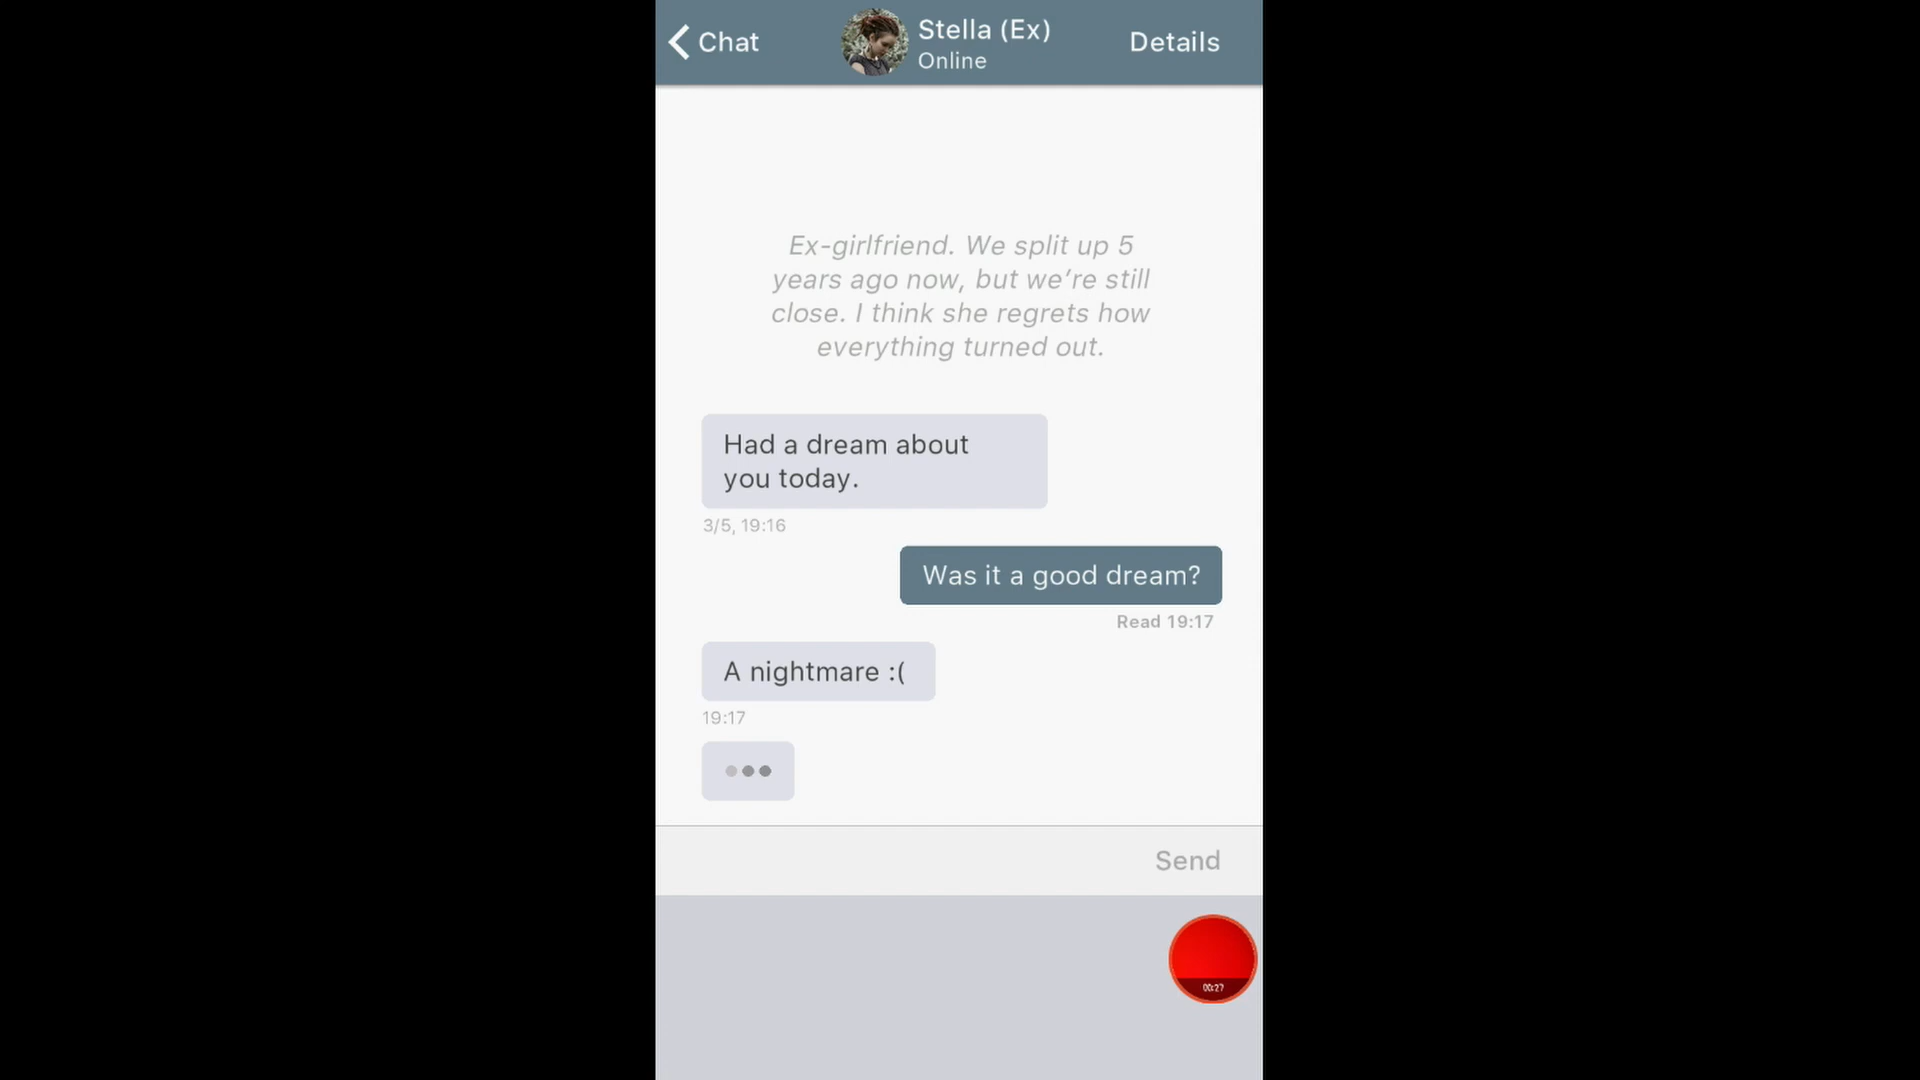 Chat
Stella (Ex)
Online
Details
Ex-girlfriend. We split up 5
years ago now, but we’re still
close. I think she regrets how
everything turned out.
Had a dream about
you today.
3/5, 19:16
Was it a good dream?
Read 19:17
A nightmare :(
19:17
Send
00:27